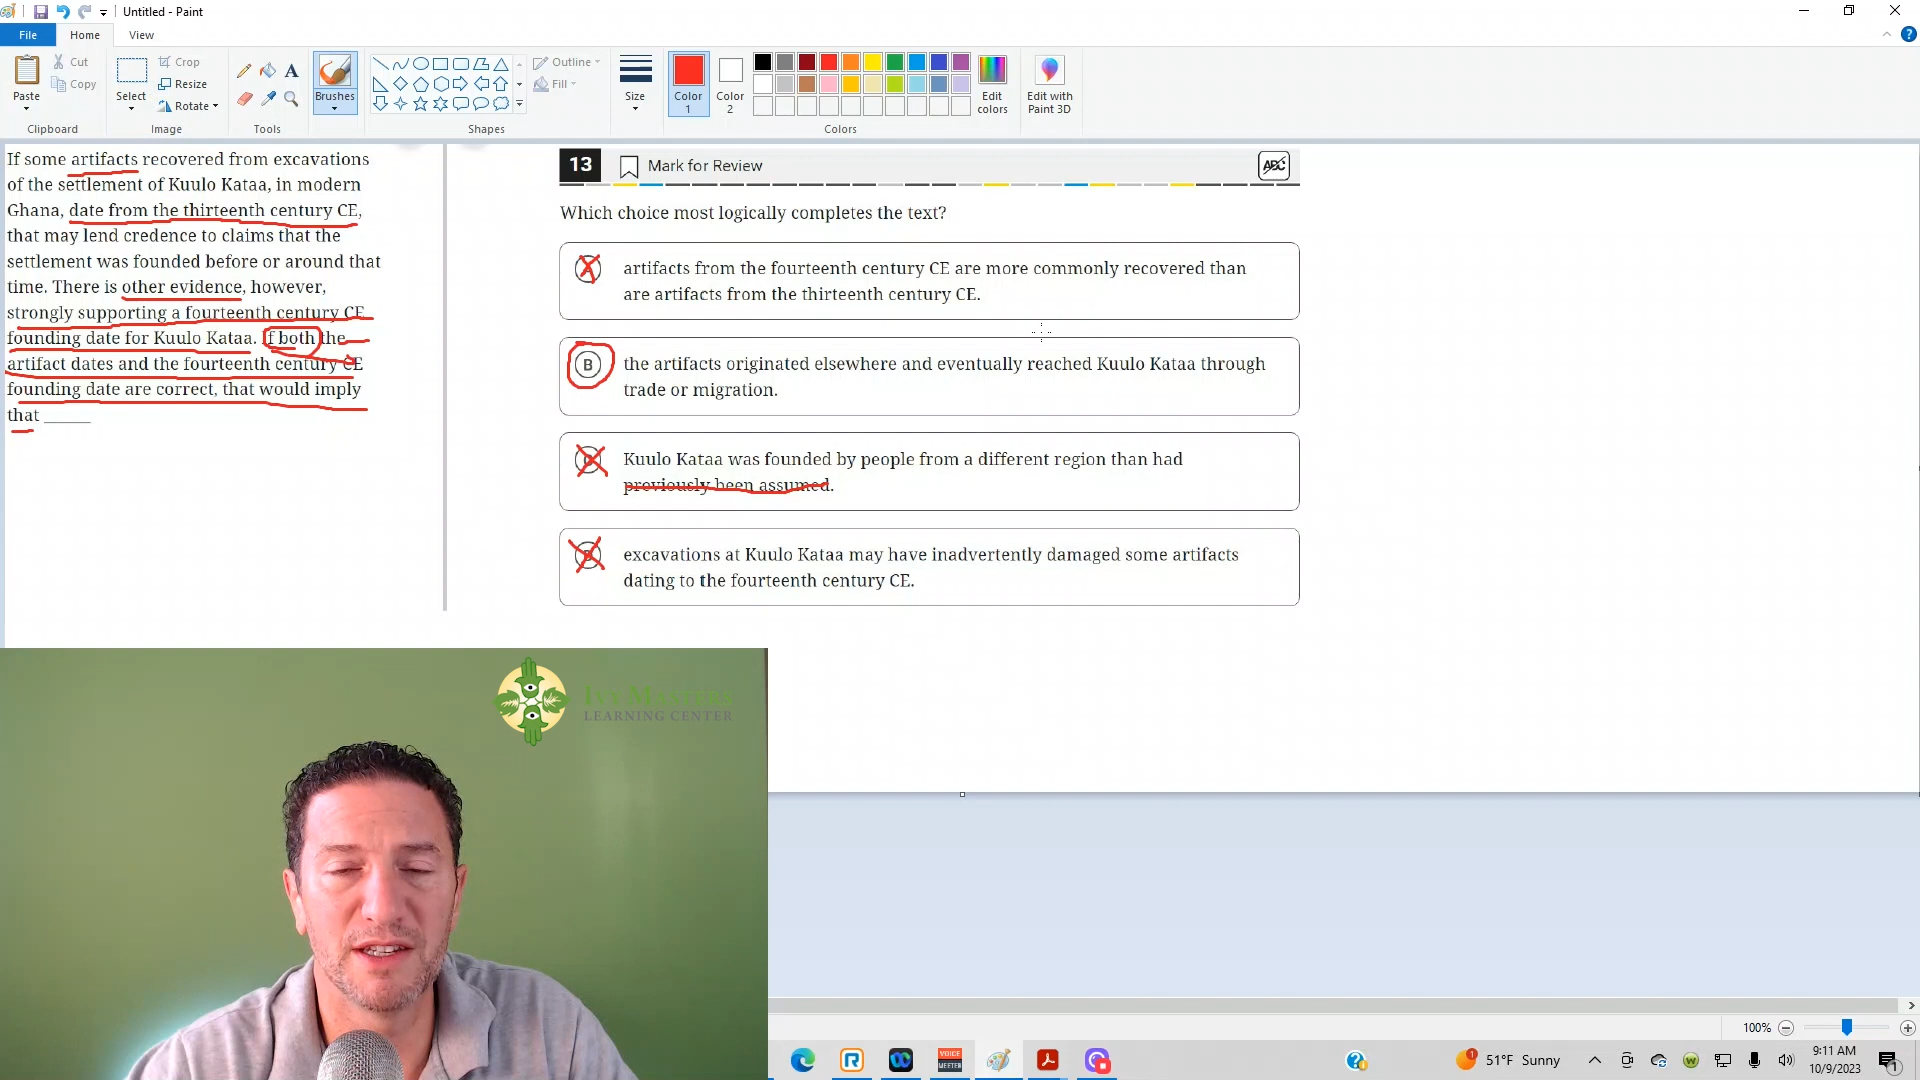 Untitled - Paint
File
Home
View
Paste
Cut
Copy
Clipboard
Select
Crop
Resize
Rotate
Image
A
Tools
Brushes
Outline
Fill
Shapes
Size
Color 1
Color 2
Edit colors
Edit with Paint 3D
Colors
If some artifacts recovered from excavations
of the settlement of Kuulo Kataa, in modern
Ghana, date from the thirteenth century CE,
that may lend credence to claims that the
settlement was founded before or around that
time. There is other evidence, however,
strongly supporting a fourteenth century CE
founding date for Kuulo Kataa. If both the
artifact dates and the fourteenth century CE
founding date are correct, that would imply
that ______
13
Mark for Review
ABC
Which choice most logically completes the text?
A
artifacts from the fourteenth century CE are more commonly recovered than
are artifacts from the thirteenth century CE.
B
the artifacts originated elsewhere and eventually reached Kuulo Kataa through
trade or migration.
C
Kuulo Kataa was founded by people from a different region than had
previously been assumed.
D
excavations at Kuulo Kataa may have inadvertently damaged some artifacts
dating to the fourteenth century CE.
Ivy Masters
LEARNING CENTER
100%
VOICE
MEETER
51°F Sunny
9:11 AM
10/9/2023